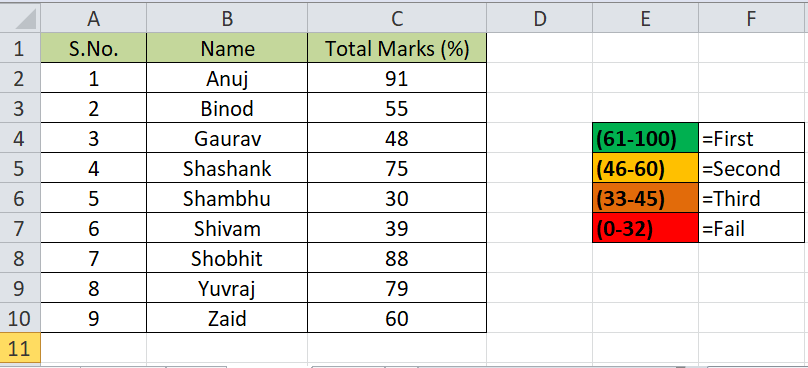 A B C D E F
1 S.No. Name Total Marks (%)
2 1 Anuj 91
3 2 Binod 55
4 3 Gaurav 48 (61-100) =First
5 4 Shashank 75 (46-60) =Second
6 5 Shambhu 30 (33-45) =Third
7 6 Shivam 39 (0-32) =Fail
8 7 Shobhit 88
9 8 Yuvraj 79
10 9 Zaid 60
11